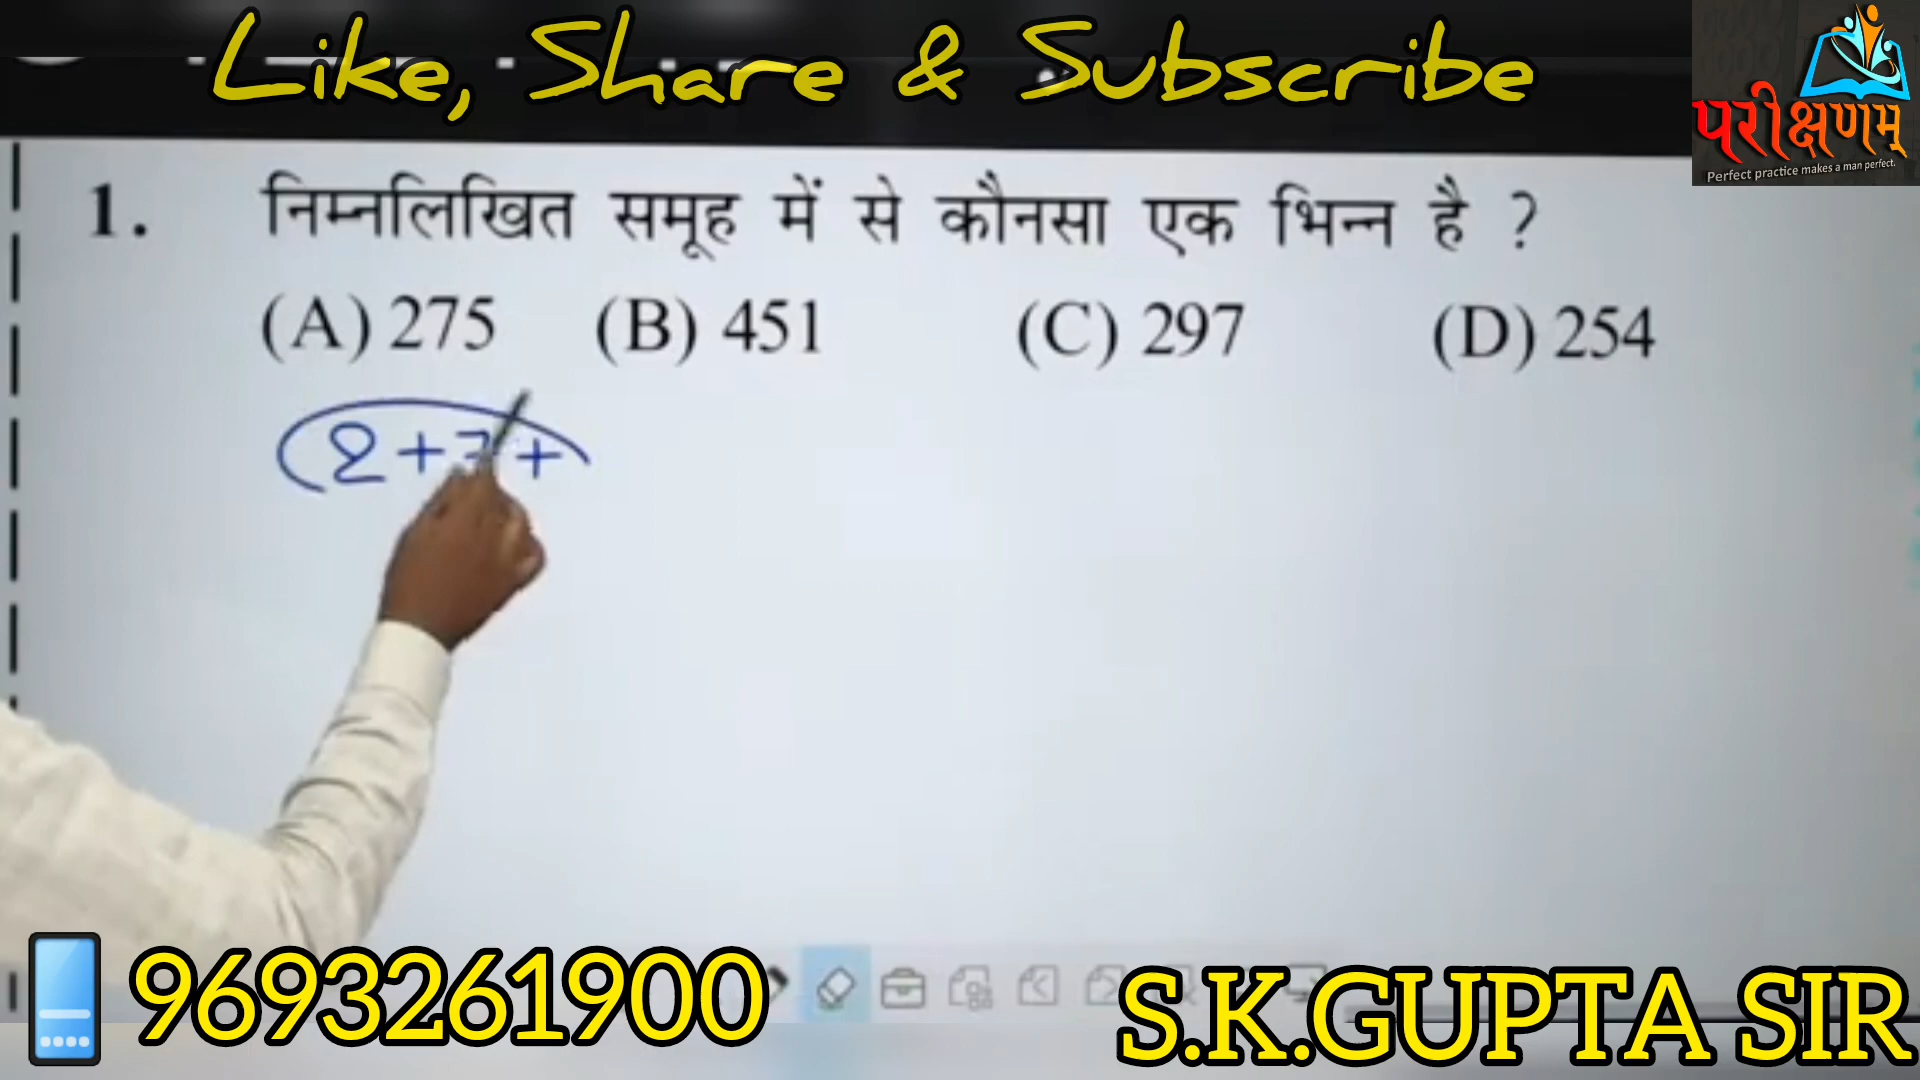 Like, Share & Subscribe
परीक्षणम्
Perfect practice makes a man perfect.
1. निम्नलिखित समूह में से कौनसा एक भिन्न है ?
(A) 275 (B) 451 (C) 297 (D) 254
(2+7+
9693261900
S.K.GUPTA SIR